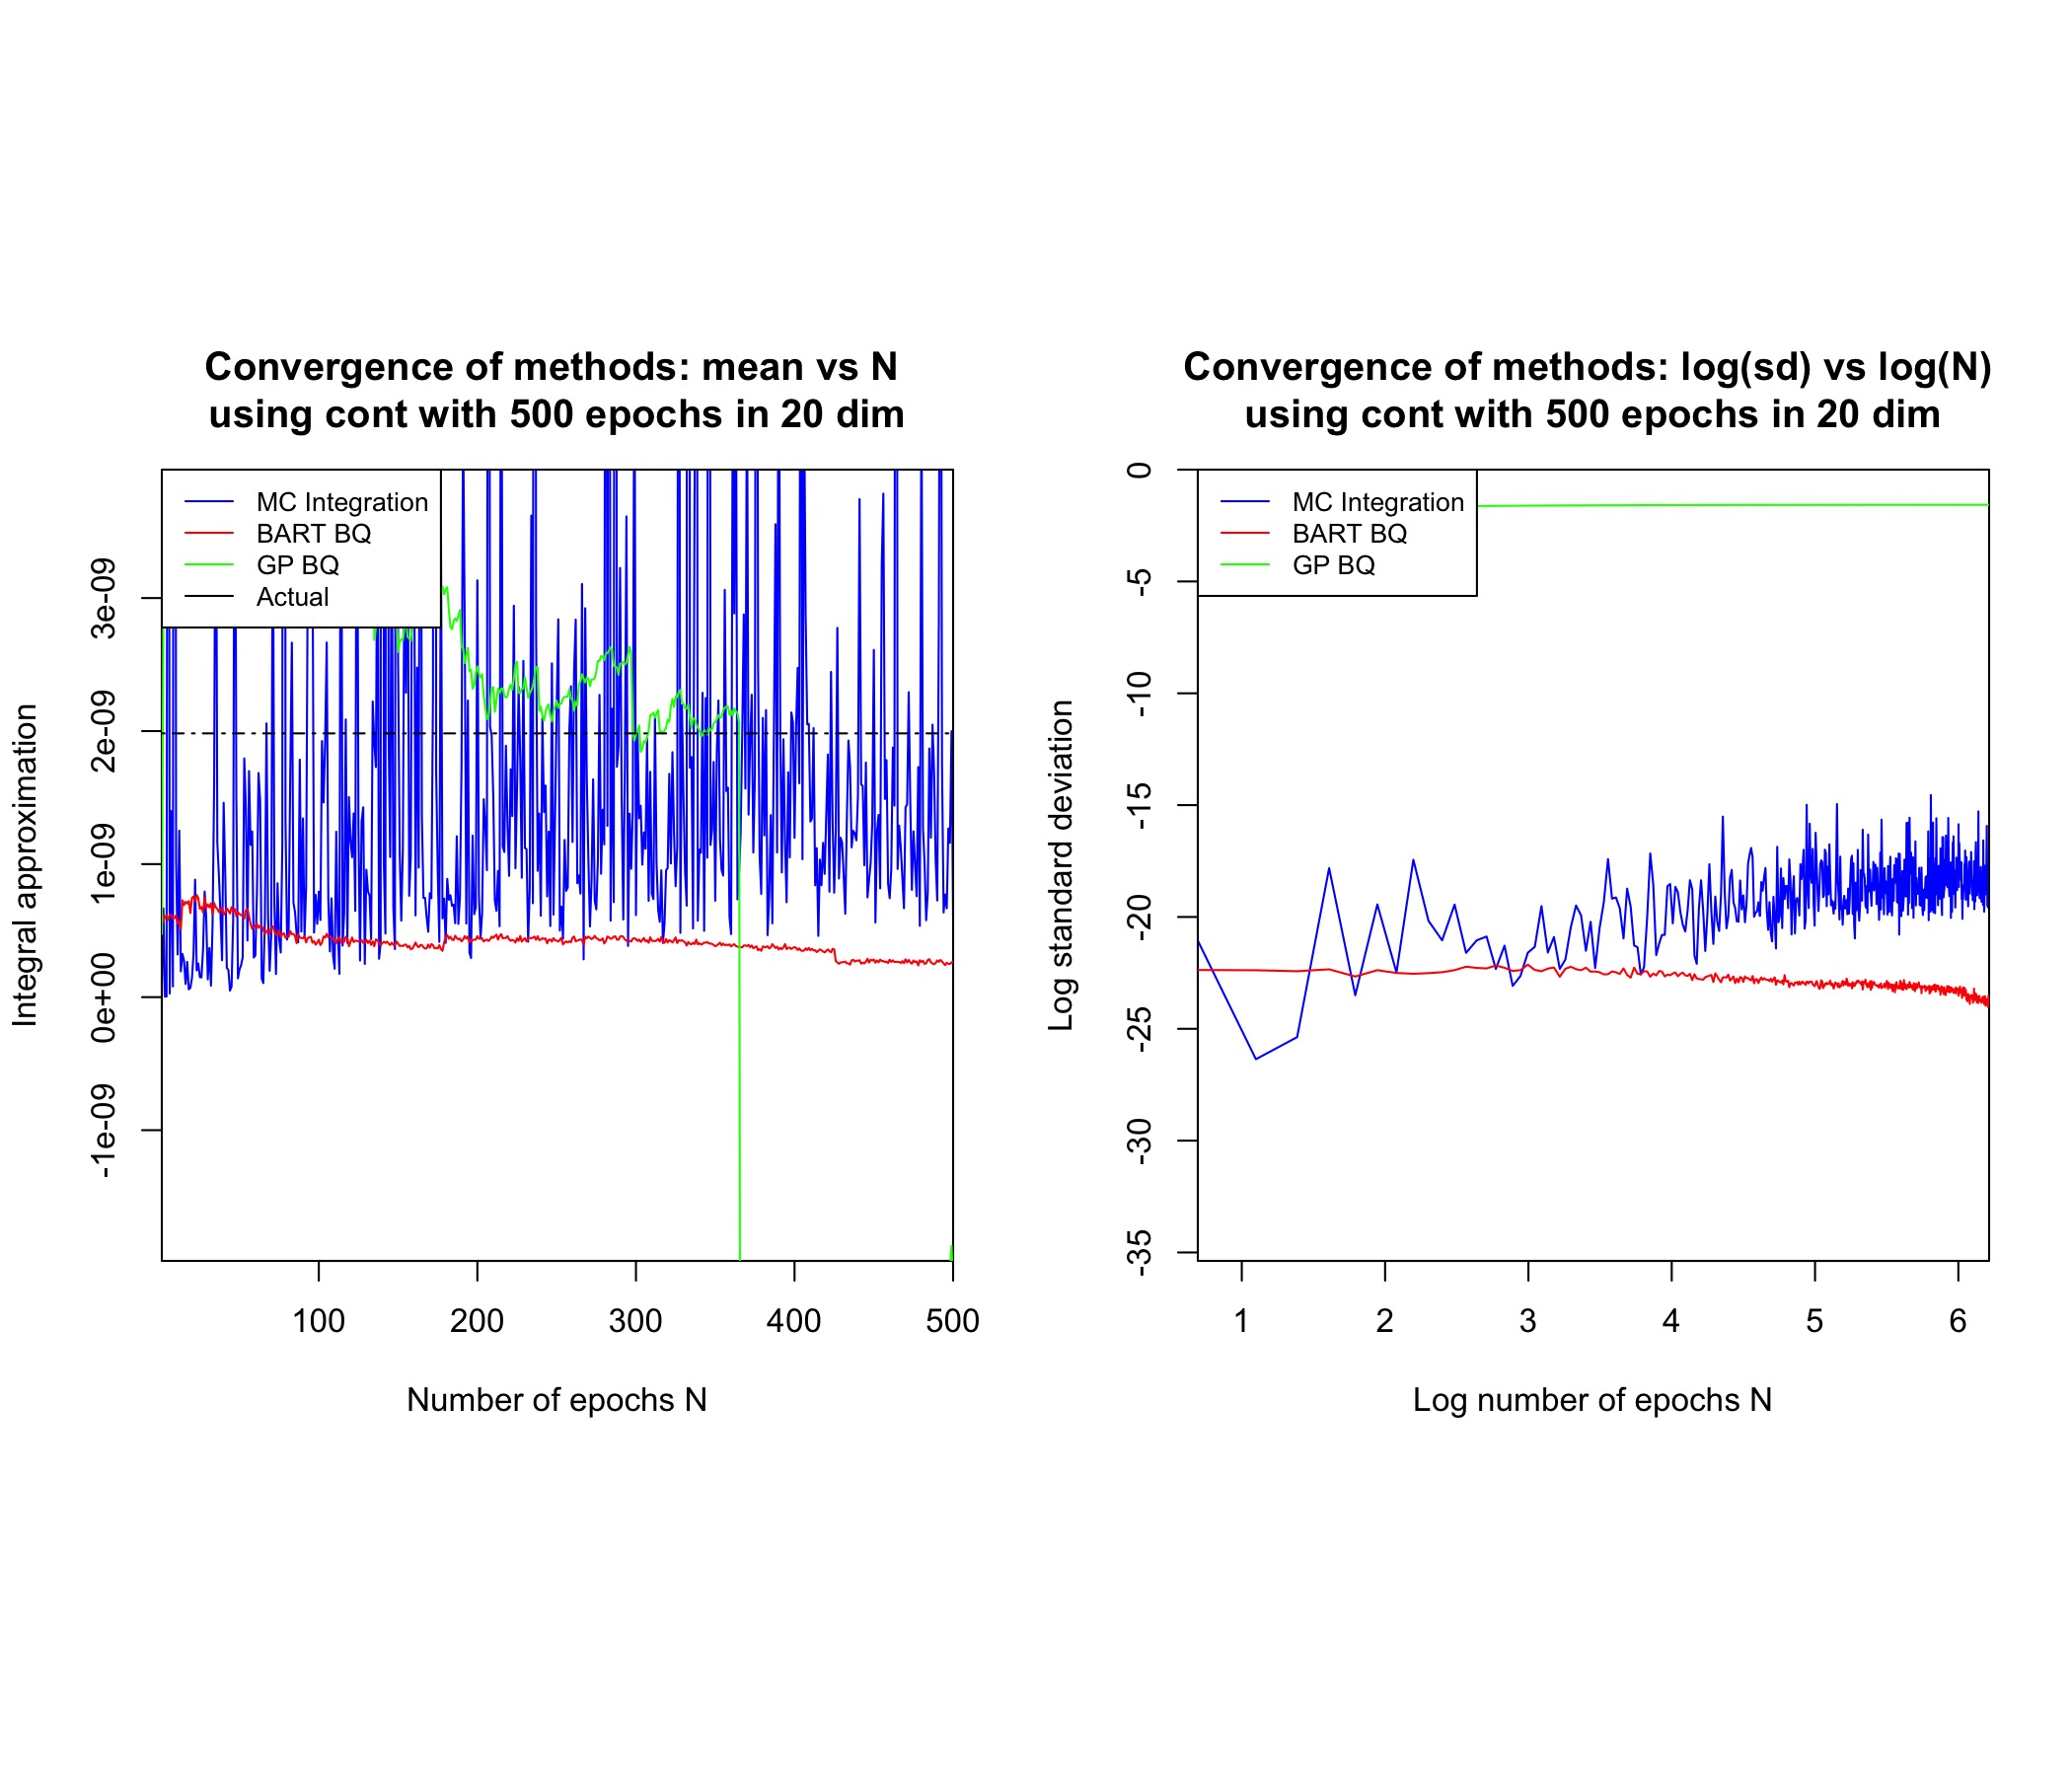 Convergence of methods: mean vs N
using cont with 500 epochs in 20 dim
MC Integration
BART BQ
GP BQ
Actual
Integral approximation
3e-09
2e-09
1e-09
0e+00
-1e-09
100 200 300 400 500
Number of epochs N
Convergence of methods: log(sd) vs log(N)
using cont with 500 epochs in 20 dim
MC Integration
BART BQ
GP BQ
Log standard deviation
0
-5
-10
-15
-20
-25
-30
-35
1 2 3 4 5 6
Log number of epochs N